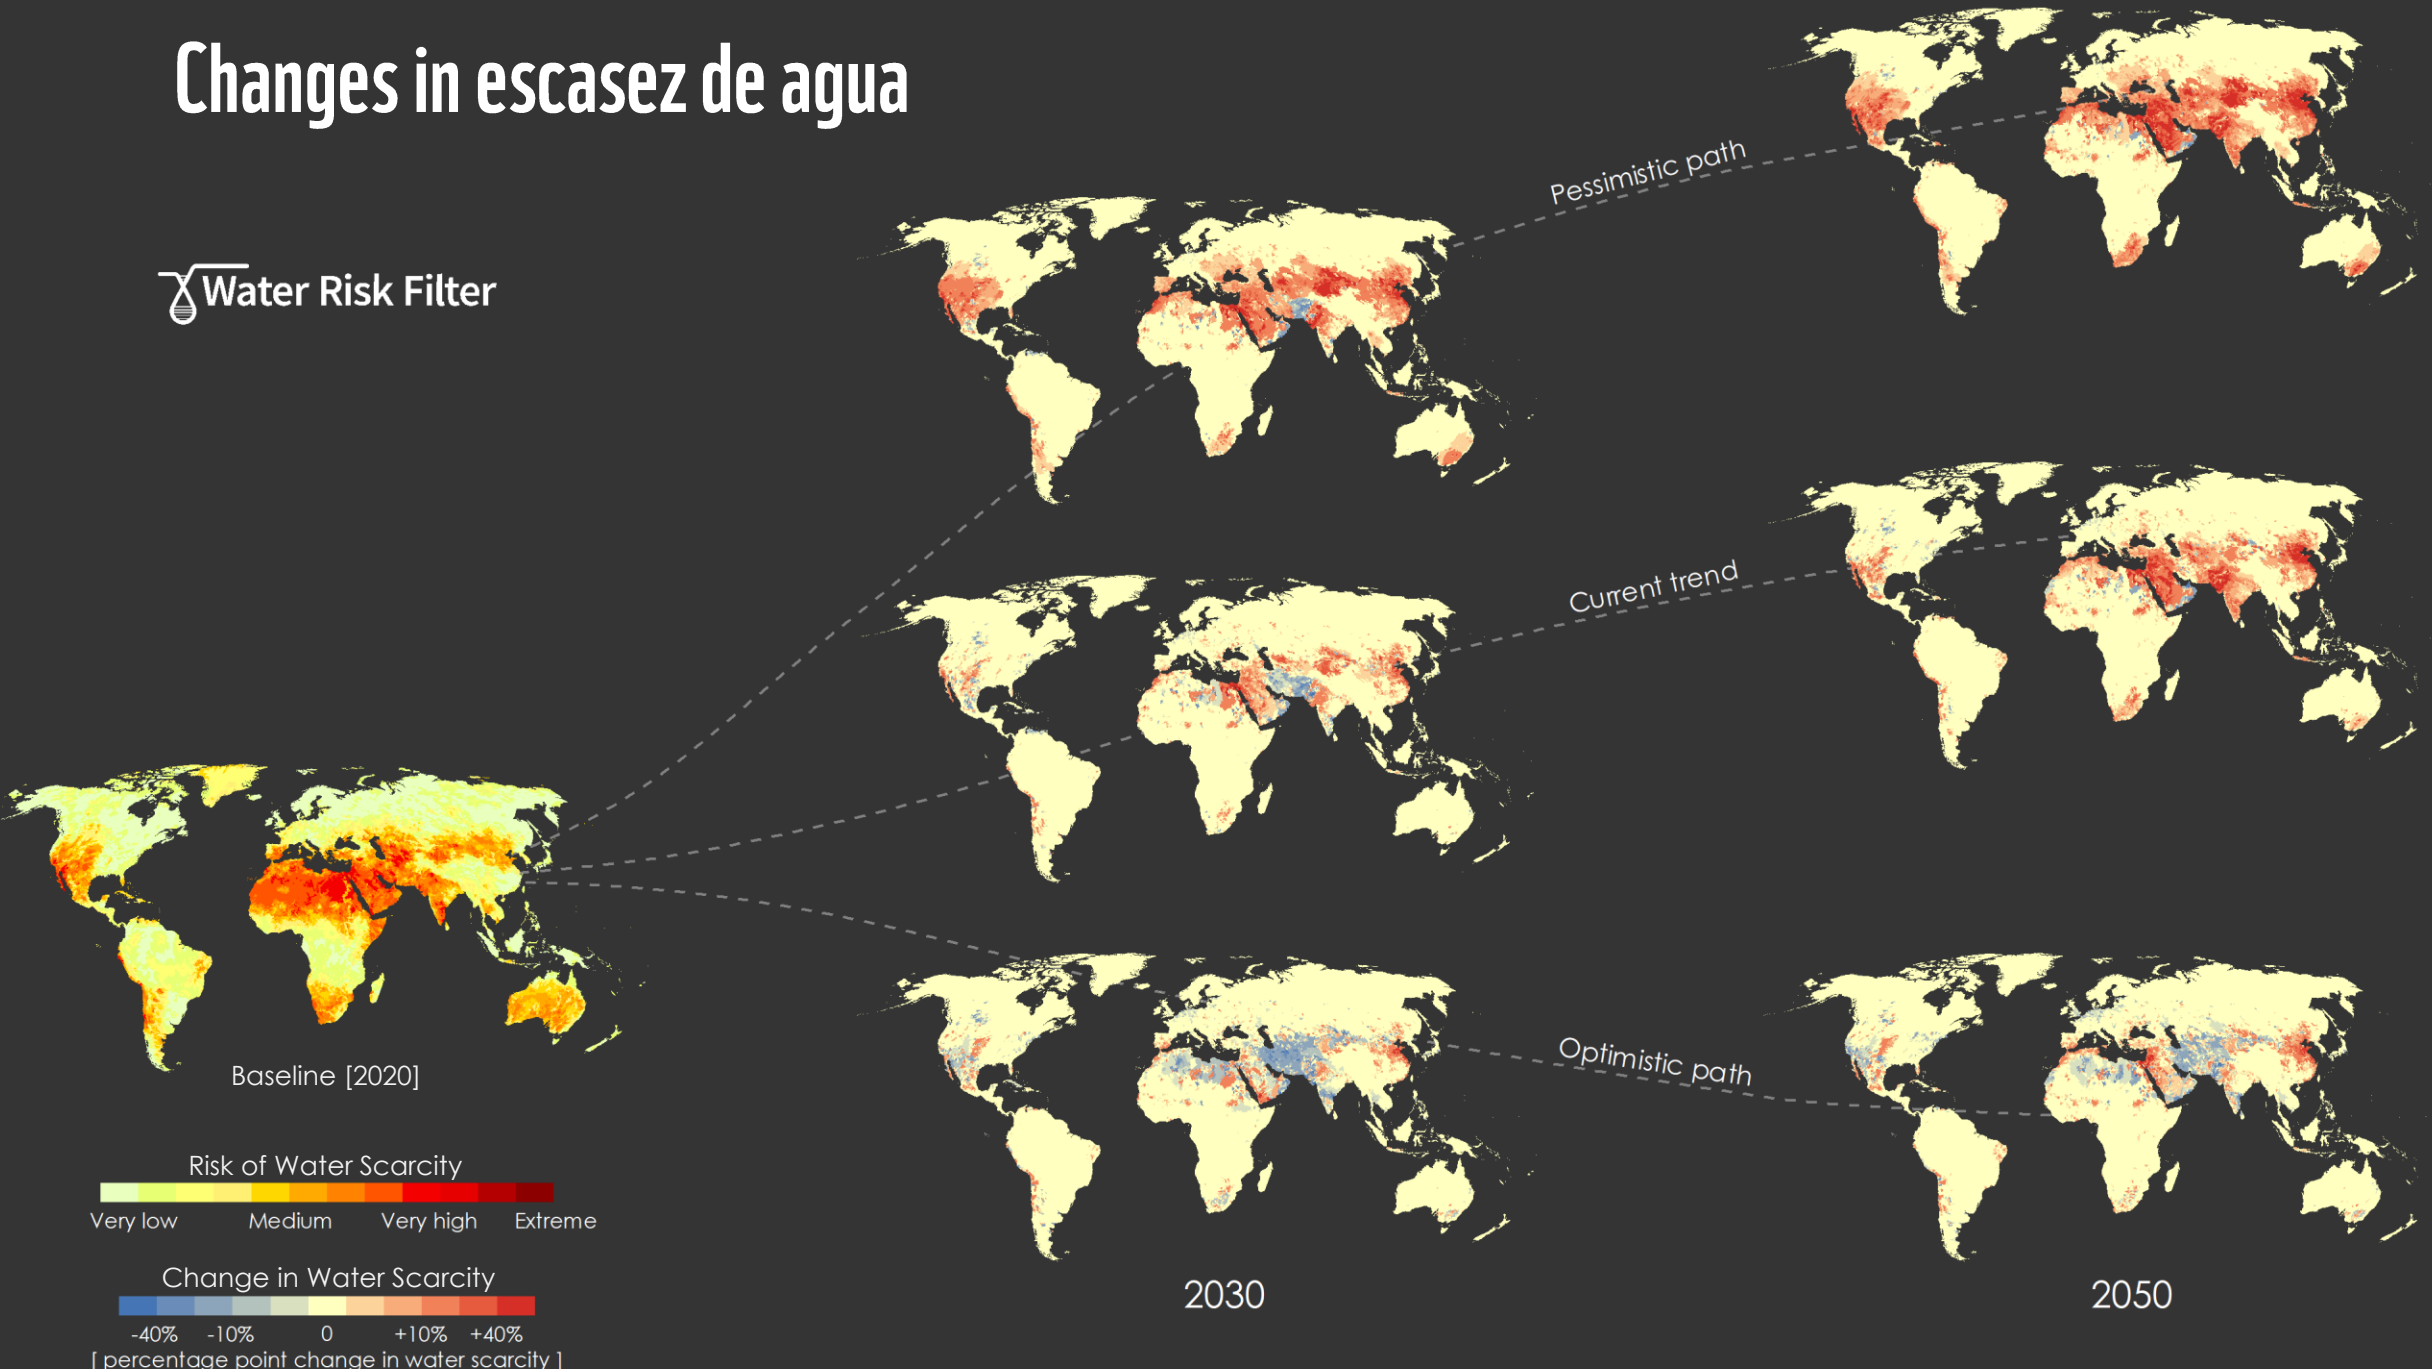 Changes in escasez de agua
Water Risk Filter
Pessimistic path
Current trend
Optimistic path
Baseline [2020]
Risk of Water Scarcity
Very low Medium Very high Extreme
Change in Water Scarcity
-40% -10% 0 +10% +40%
[ percentage point change in water scarcity ]
2030 2050